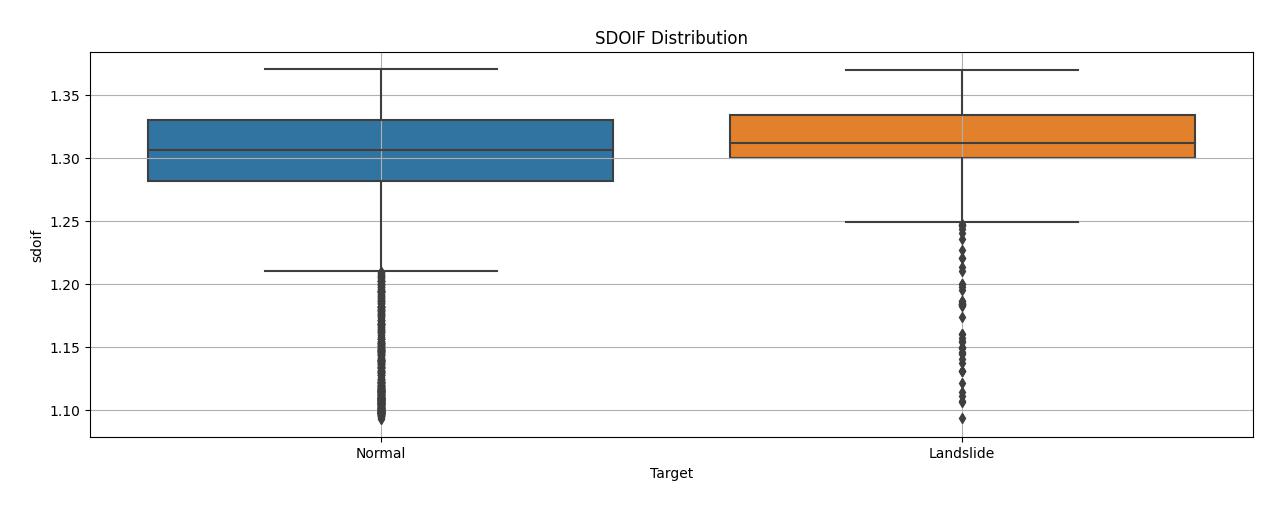 SDOIF Distribution
1.35
1.30
1.25
1.20
1.15
1.10
sdoif
Normal
Landslide
Target